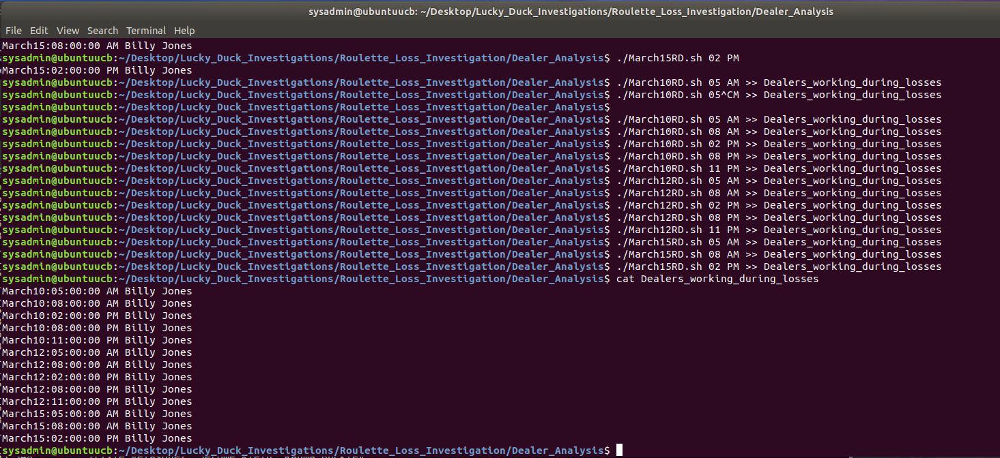 sysadmin@ubuntuucb: ~/Desktop/Lucky_Duck_Investigations/Roulette_Loss_Investigation/Dealer_Analysis
File Edit View Search Terminal Help
March15:08:00:00 AM Billy Jones
sysadmin@ubuntuucb:~/Desktop/Lucky_Duck_Investigations/Roulette_Loss_Investigation/Dealer_Analysis$ ./March15RD.sh 02 PM
March15:02:00:00 PM Billy Jones
sysadmin@ubuntuucb:~/Desktop/Lucky_Duck_Investigations/Roulette_Loss_Investigation/Dealer_Analysis$ ./March10RD.sh 05 AM >> Dealers_working_during_losses
sysadmin@ubuntuucb:~/Desktop/Lucky_Duck_Investigations/Roulette_Loss_Investigation/Dealer_Analysis$ ./March10RD.sh 05^CM >> Dealers_working_during_losses
sysadmin@ubuntuucb:~/Desktop/Lucky_Duck_Investigations/Roulette_Loss_Investigation/Dealer_Analysis$
sysadmin@ubuntuucb:~/Desktop/Lucky_Duck_Investigations/Roulette_Loss_Investigation/Dealer_Analysis$ ./March10RD.sh 05 AM >> Dealers_working_during_losses
sysadmin@ubuntuucb:~/Desktop/Lucky_Duck_Investigations/Roulette_Loss_Investigation/Dealer_Analysis$ ./March10RD.sh 08 AM >> Dealers_working_during_losses
sysadmin@ubuntuucb:~/Desktop/Lucky_Duck_Investigations/Roulette_Loss_Investigation/Dealer_Analysis$ ./March10RD.sh 02 PM >> Dealers_working_during_losses
sysadmin@ubuntuucb:~/Desktop/Lucky_Duck_Investigations/Roulette_Loss_Investigation/Dealer_Analysis$ ./March10RD.sh 08 PM >> Dealers_working_during_losses
sysadmin@ubuntuucb:~/Desktop/Lucky_Duck_Investigations/Roulette_Loss_Investigation/Dealer_Analysis$ ./March10RD.sh 11 PM >> Dealers_working_during_losses
sysadmin@ubuntuucb:~/Desktop/Lucky_Duck_Investigations/Roulette_Loss_Investigation/Dealer_Analysis$ ./March12RD.sh 05 AM >> Dealers_working_during_losses
sysadmin@ubuntuucb:~/Desktop/Lucky_Duck_Investigations/Roulette_Loss_Investigation/Dealer_Analysis$ ./March12RD.sh 08 AM >> Dealers_working_during_losses
sysadmin@ubuntuucb:~/Desktop/Lucky_Duck_Investigations/Roulette_Loss_Investigation/Dealer_Analysis$ ./March12RD.sh 02 PM >> Dealers_working_during_losses
sysadmin@ubuntuucb:~/Desktop/Lucky_Duck_Investigations/Roulette_Loss_Investigation/Dealer_Analysis$ ./March12RD.sh 08 PM >> Dealers_working_during_losses
sysadmin@ubuntuucb:~/Desktop/Lucky_Duck_Investigations/Roulette_Loss_Investigation/Dealer_Analysis$ ./March12RD.sh 11 PM >> Dealers_working_during_losses
sysadmin@ubuntuucb:~/Desktop/Lucky_Duck_Investigations/Roulette_Loss_Investigation/Dealer_Analysis$ ./March15RD.sh 05 AM >> Dealers_working_during_losses
sysadmin@ubuntuucb:~/Desktop/Lucky_Duck_Investigations/Roulette_Loss_Investigation/Dealer_Analysis$ ./March15RD.sh 08 AM >> Dealers_working_during_losses
sysadmin@ubuntuucb:~/Desktop/Lucky_Duck_Investigations/Roulette_Loss_Investigation/Dealer_Analysis$ ./March15RD.sh 02 PM >> Dealers_working_during_losses
sysadmin@ubuntuucb:~/Desktop/Lucky_Duck_Investigations/Roulette_Loss_Investigation/Dealer_Analysis$ cat Dealers_working_during_losses
March10:05:00:00 AM Billy Jones
March10:08:00:00 AM Billy Jones
March10:02:00:00 PM Billy Jones
March10:08:00:00 PM Billy Jones
March10:11:00:00 PM Billy Jones
March12:05:00:00 AM Billy Jones
March12:08:00:00 AM Billy Jones
March12:02:00:00 PM Billy Jones
March12:08:00:00 PM Billy Jones
March12:11:00:00 PM Billy Jones
March15:05:00:00 AM Billy Jones
March15:08:00:00 AM Billy Jones
March15:02:00:00 PM Billy Jones
sysadmin@ubuntuucb:~/Desktop/Lucky_Duck_Investigations/Roulette_Loss_Investigation/Dealer_Analysis$